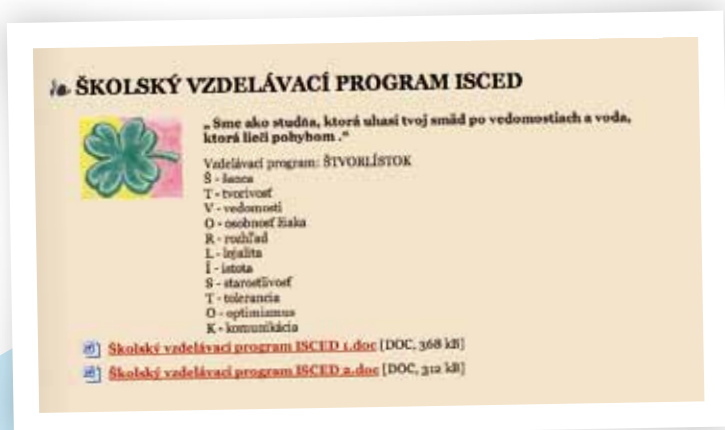 ŠKOLSKÝ VZDELÁVACÍ PROGRAM ISCED
„Sme ako studňa, ktorá uhasí tvoj smäd po vedomostiach a voda,
ktorá lieči pohybom .“
Vzdelávací program: ŠTVORLÍSTOK
Š - šanca
T - tvorivosť
V - vedomosti
O - osobnosť žiaka
R - rozhľad
L - lojalita
Í - istota
S - starostlivosť
T - tolerancia
O - optimizmus
K - komunikácia
Školský vzdelávací program ISCED 1.doc [DOC, 368 kB]
Školský vzdelávací program ISCED 2.doc [DOC, 312 kB]